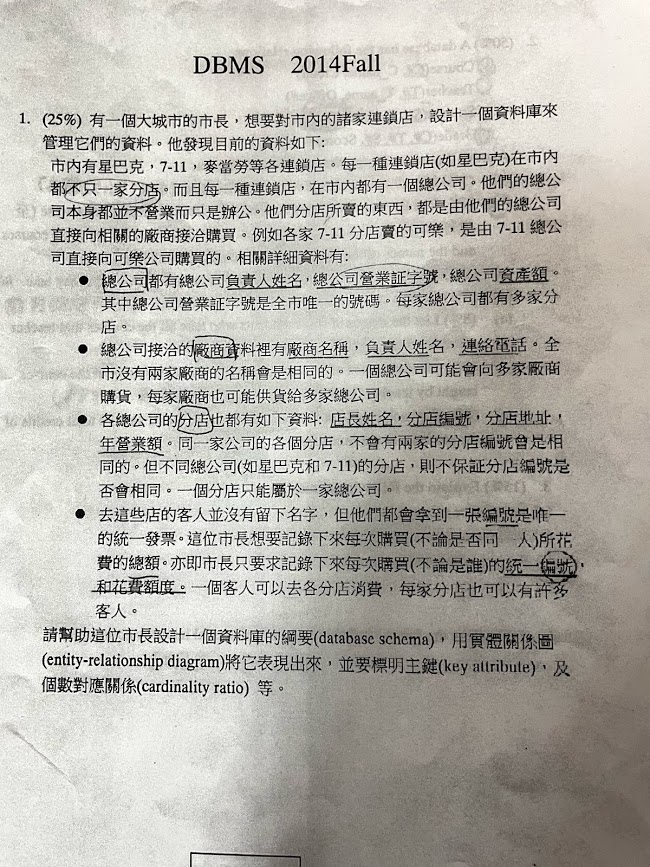 DBMS 2014Fall
1. (25%) 有一個大城市的市長，想要對市內的諸家連鎖店，設計一個資料庫來
管理它們的資料。他發現目前的資料如下:
市內有星巴克，7-11，麥當勞等各連鎖店。每一種連鎖店(如星巴克)在市內
都不只一家分店。而且每一種連鎖店，在市內都有一個總公司。他們的總公
司本身都並不營業而只是辦公。他們分店所賣的東西，都是由他們的總公司
直接向相關的廠商接洽購買。例如各家 7-11 分店賣的可樂，是由 7-11 總公
司直接向可樂公司購買的。相關詳細資料有:
● 總公司都有總公司負責人姓名，總公司營業証字號，總公司資產額。
其中總公司營業証字號是全市唯一的號碼。每家總公司都有多家分
店。
● 總公司接洽的廠商資料裡有廠商名稱，負責人姓名，連絡電話。全
市沒有兩家廠商的名稱會是相同的。一個總公司可能會向多家廠商
購貨，每家廠商也可能供貨給多家總公司。
● 各總公司的分店也都有如下資料: 店長姓名，分店編號，分店地址，
年營業額。同一家公司的各個分店，不會有兩家的分店編號會是相
同的。但不同總公司(如星巴克和 7-11)的分店，則不保証分店編號是
否會相同。一個分店只能屬於一家總公司。
● 去這些店的客人並沒有留下名字，但他們都會拿到一張編號是唯一
的統一發票。這位市長想要記錄下來每次購買(不論是否同一人)所花
費的總額。亦即市長只要求記錄下來每次購買(不論是誰)的統一編號，
和花費額度。一個客人可以去各分店消費，每家分店也可以有許多
客人。
請幫助這位市長設計一個資料庫的綱要(database schema)，用實體關係圖
(entity-relationship diagram)將它表現出來，並要標明主鍵(key attribute)，及
個數對應關係(cardinality ratio) 等。